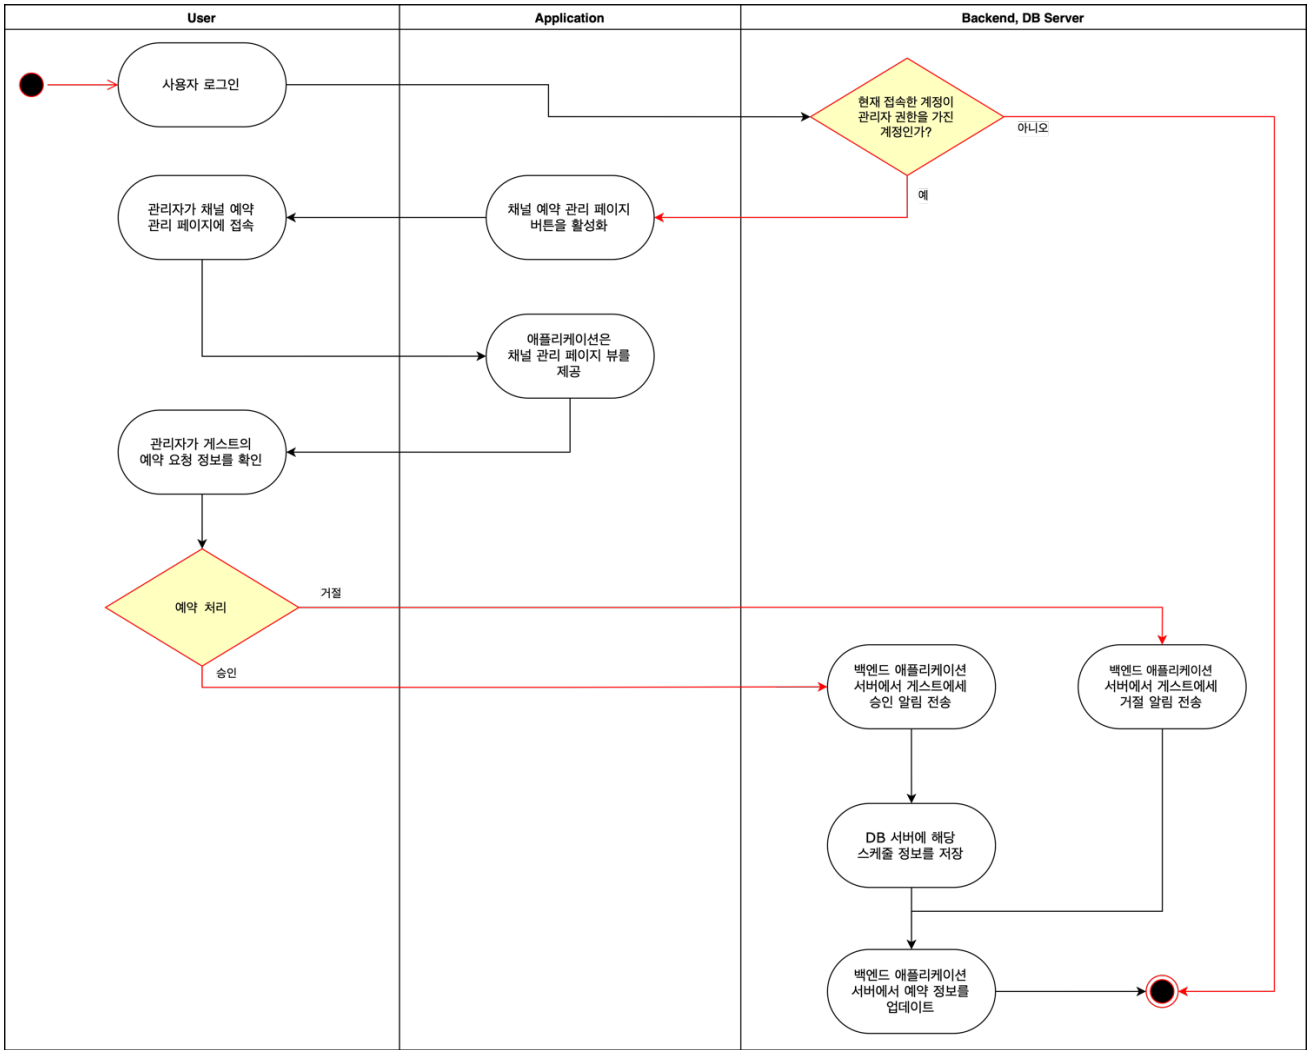 User
Application
Backend, DB Server
사용자 로그인
현재 접속한 계정이
관리자 권한을 가진
계정인가?
아니오
예
채널 예약 관리 페이지
버튼을 활성화
관리자가 채널 예약
관리 페이지에 접속
애플리케이션은
채널 관리 페이지 뷰를
제공
관리자가 게스트의
예약 요청 정보를 확인
예약 처리
거절
승인
백엔드 애플리케이션
서버에서 게스트에세
승인 알림 전송
백엔드 애플리케이션
서버에서 게스트에세
거절 알림 전송
DB 서버에 해당
스케줄 정보를 저장
백엔드 애플리케이션
서버에서 예약 정보를
업데이트